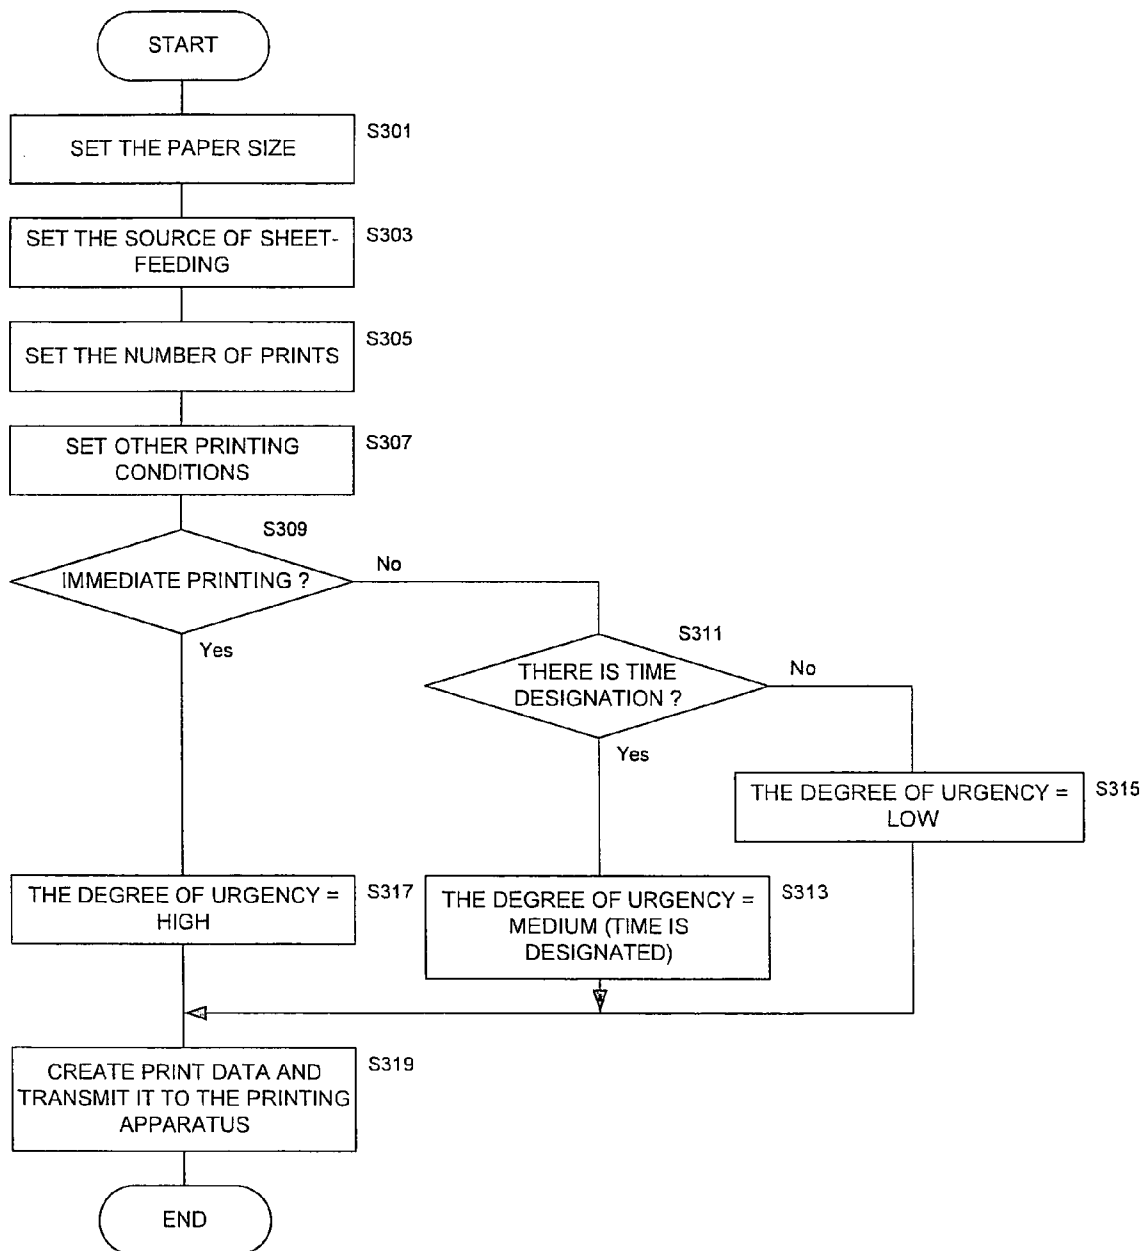 START
S301
SET THE PAPER SIZE
S303
SET THE SOURCE OF SHEET-
FEEDING
S305
SET THE NUMBER OF PRINTS
S307
SET OTHER PRINTING
CONDITIONS
S309
IMMEDIATE PRINTING ?
No
Yes
S311
THERE IS TIME
DESIGNATION ?
No
Yes
S315
THE DEGREE OF URGENCY =
LOW
S317
THE DEGREE OF URGENCY =
HIGH
S313
THE DEGREE OF URGENCY =
MEDIUM (TIME IS
DESIGNATED)
S319
CREATE PRINT DATA AND
TRANSMIT IT TO THE PRINTING
APPARATUS
END